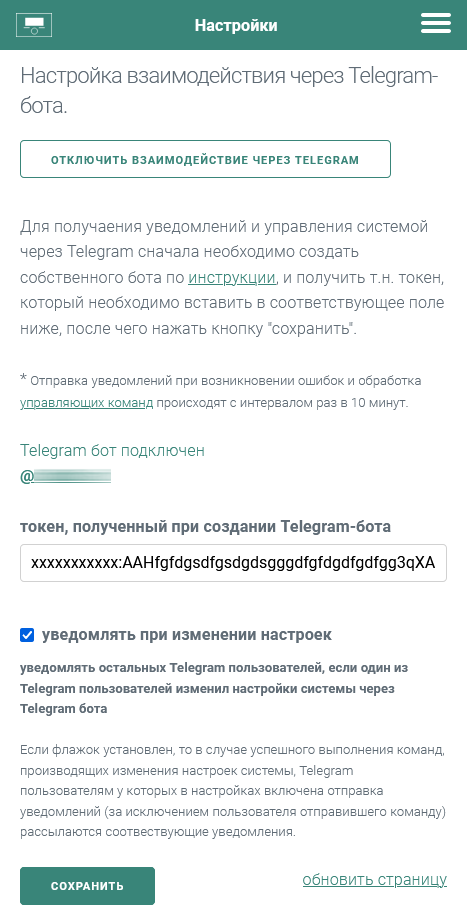 Настройки
Настройка взаимодействия через Telegram-
бота.
ОТКЛЮЧИТЬ ВЗАИМОДЕЙСТВИЕ ЧЕРЕЗ TELEGRAM
Для получаения уведомлений и управления системой
через Telegram сначала необходимо создать
собственного бота по инструкции, и получить т.н. токен,
который необходимо вставить в соответствующее поле
ниже, после чего нажать кнопку "сохранить".
* Отправка уведомлений при возникновении ошибок и обработка
управляющих команд происходят с интервалом раз в 10 минут.
Telegram бот подключен
@
токен, полученный при создании Telegram-бота
xxxxxxxxxxx:AAHfgfdgsdfgsdgdsgggdfgfdgdfgdfgg3qXA
уведомлять при изменении настроек
уведомлять остальных Telegram пользователей, если один из
Telegram пользователей изменил настройки системы через
Telegram бота
Если флажок установлен, то в случае успешного выполнения команд,
производящих изменения настроек системы, Telegram
пользователям у которых в настройках включена отправка
уведомлений (за исключением пользователя отправившего команду)
рассылаются соотвествующие уведомления.
СОХРАНИТЬ
обновить страницу